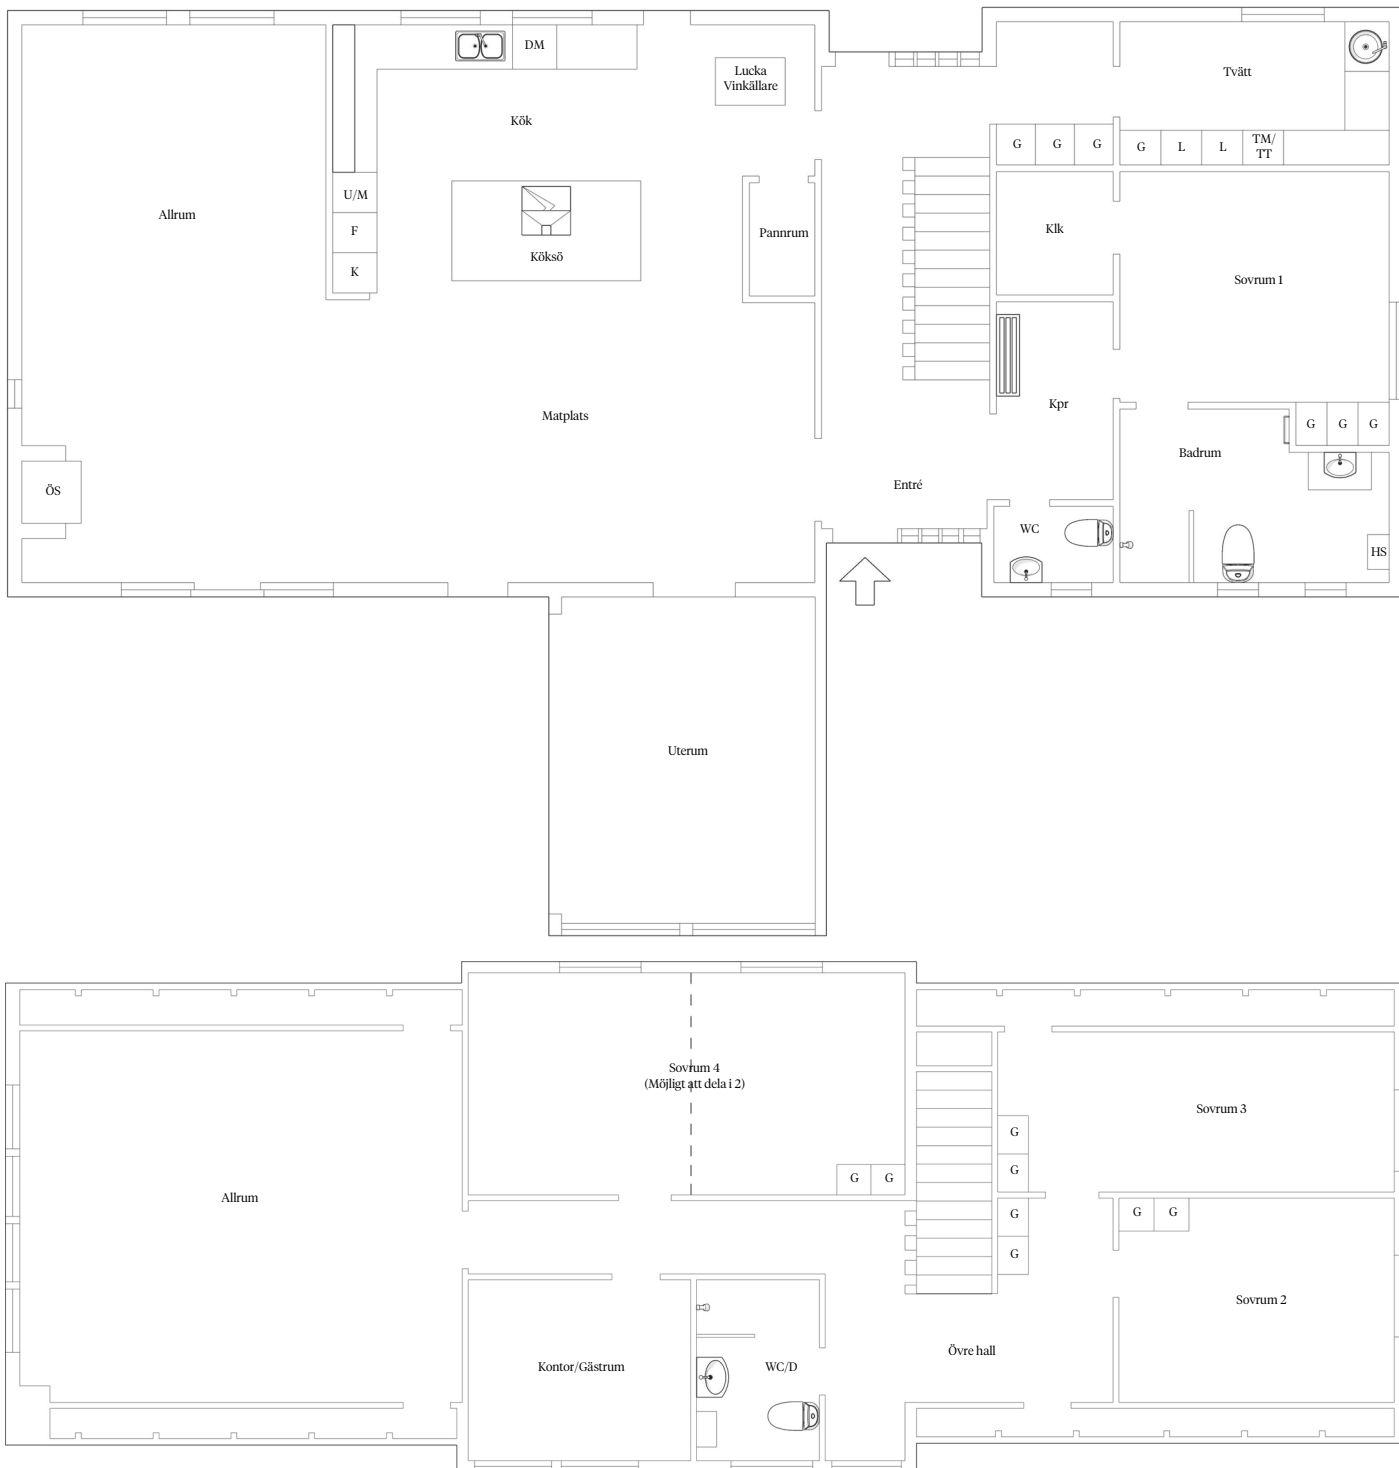 DM
Lucka
Vinkällare
Tvätt
Kök
G
G
G
G
L
L
TM/
TT
U/M
Allrum
F
Pannrum
Klk
Köksö
K
Sovrum 1
Kpr
Matplats
G
G
G
Badrum
ÖS
Entré
WC
HS
Uterum
Sovrum 4
(Möjligt att dela i 2)
Sovrum 3
G
G
G
G
Allrum
G
G
G
G
Sovrum 2
Övre hall
Kontor/Gästrum
WC/D